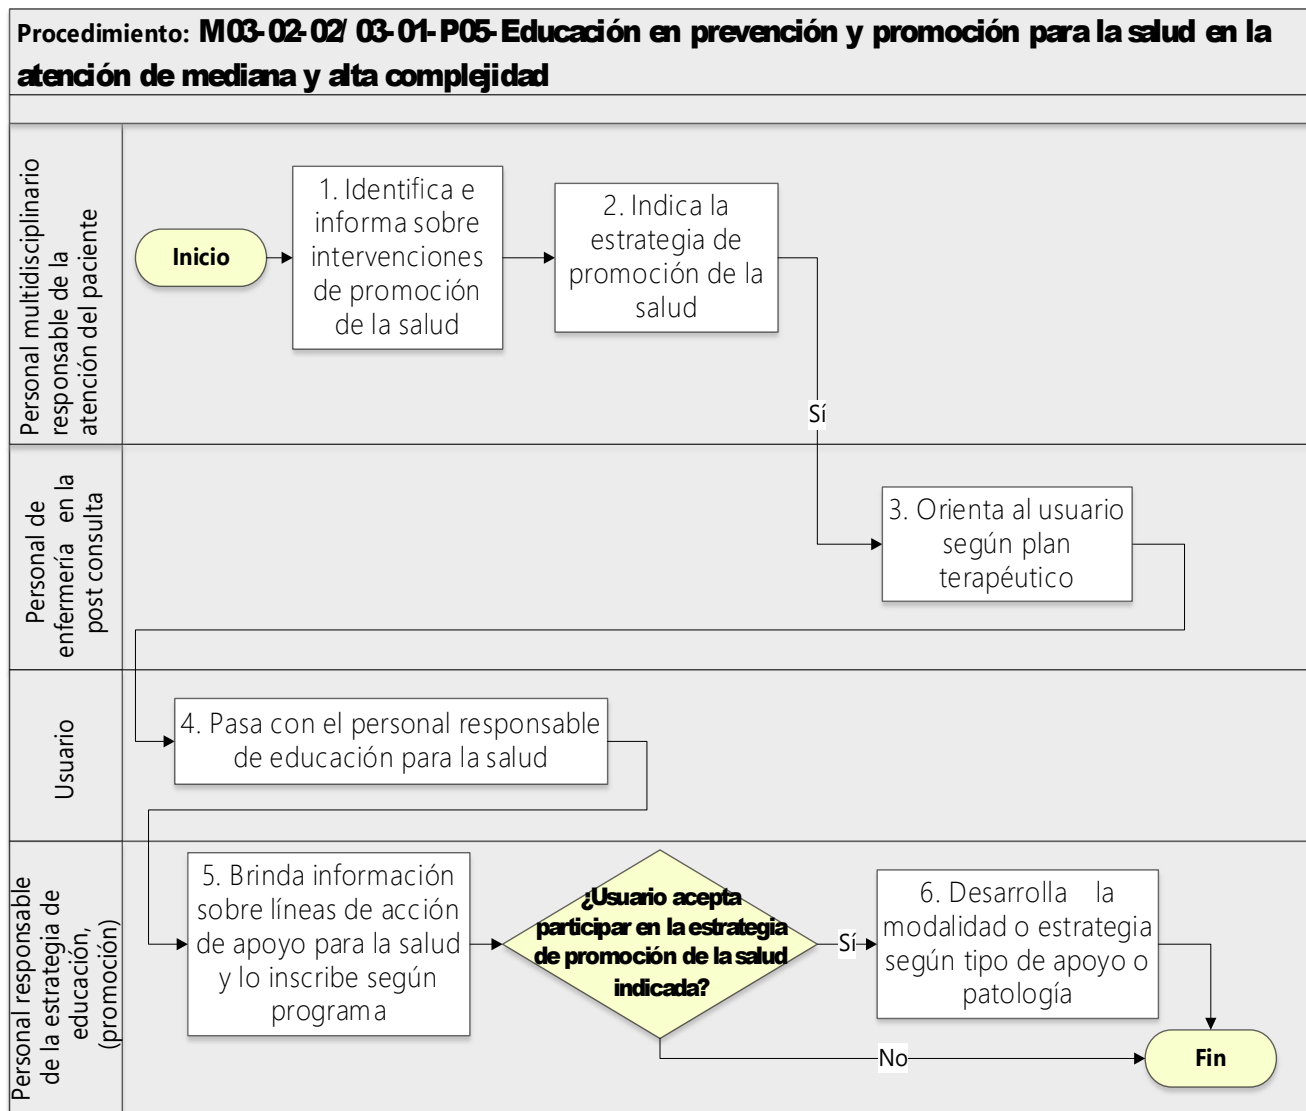 Procedimiento: M03-02-02/ 03-01-P05-Educación en prevención y promoción para la salud en la
atención de mediana y alta complejidad
Personal multidisciplinario
responsable de la
atención del paciente
Inicio
1. Identifica e
informa sobre
intervenciones
de promoción
de la salud
2. Indica la
estrategia de
promoción de la
salud
Sí
Personal de
enfermería en la
post consulta
3. Orienta al usuario
según plan
terapéutico
Usuario
4. Pasa con el personal responsable
de educación para la salud
Personal responsable
de la estrategia de
educación,
(promoción)
5. Brinda información
sobre líneas de acción
de apoyo para la salud
y lo inscribe según
programa
¿Usuario acepta
participar en la estrategia
de promoción de la salud
indicada?
Sí
6. Desarrolla la
modalidad o estrategia
según tipo de apoyo o
patología
No
Fin